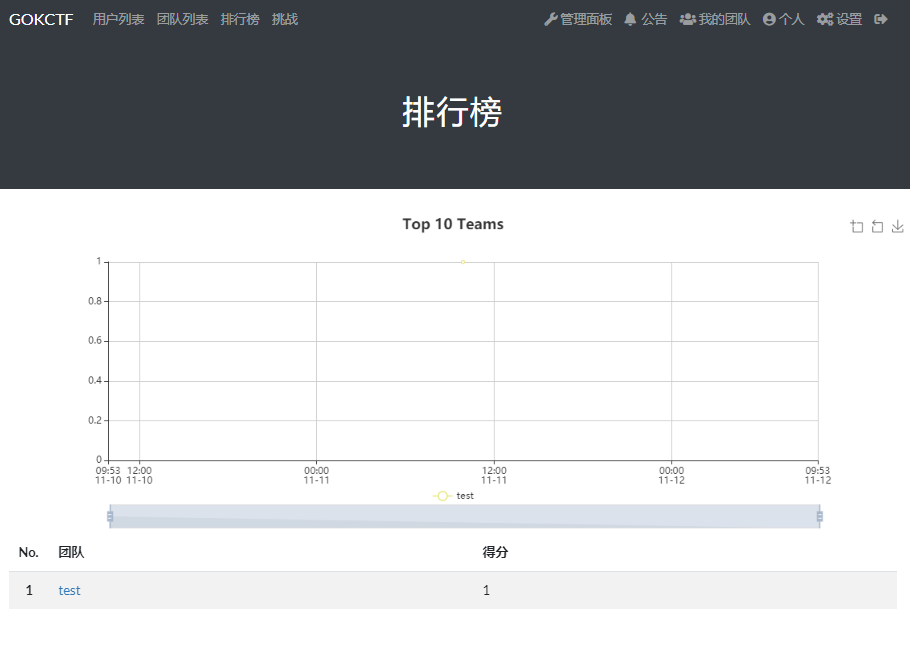 GOKCTF 用户列表 团队列表 排行榜 挑战 管理面板 公告 我的团队 个人 设置
排行榜
Top 10 Teams
1
0.8
0.6
0.4
0.2
0
09:53 12:00 00:00 12:00 00:00 09:53
11-10 11-10 11-11 11-11 11-12 11-12
test
No. 团队 得分
1 test 1